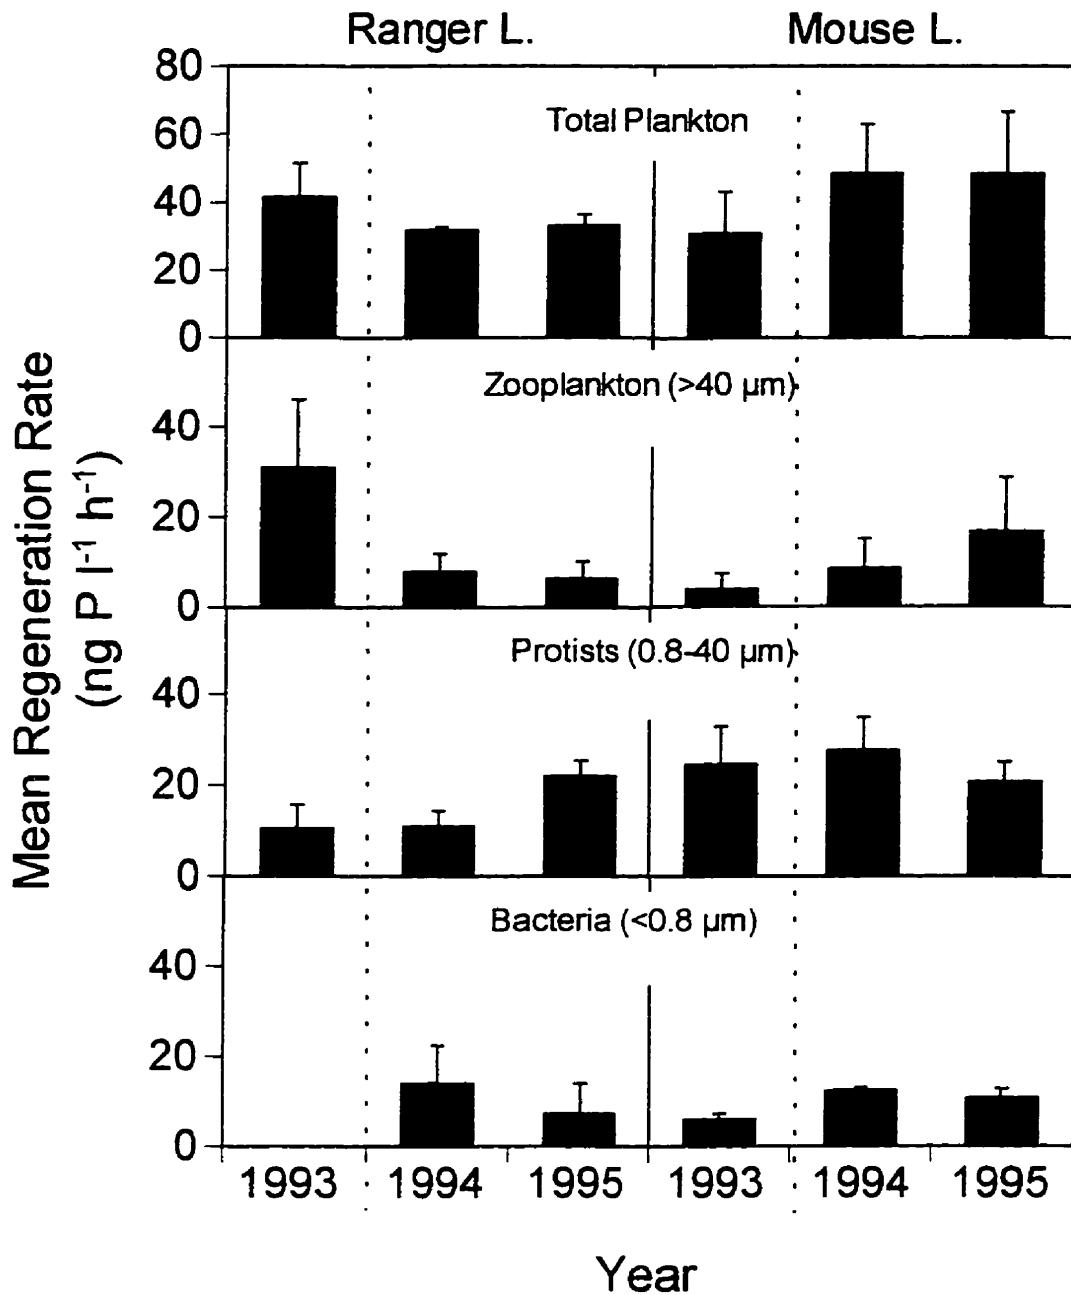 Ranger L. Mouse L.
80
Total Plankton
60
40
20
0
Zooplankton (>40 µm)
40
20
0
Protists (0.8-40 µm)
40
20
0
Bacteria (<0.8 µm)
40
20
0
1993 1994 1995 1993 1994 1995
Year
Mean Regeneration Rate
(ng P l⁻¹ h⁻¹)